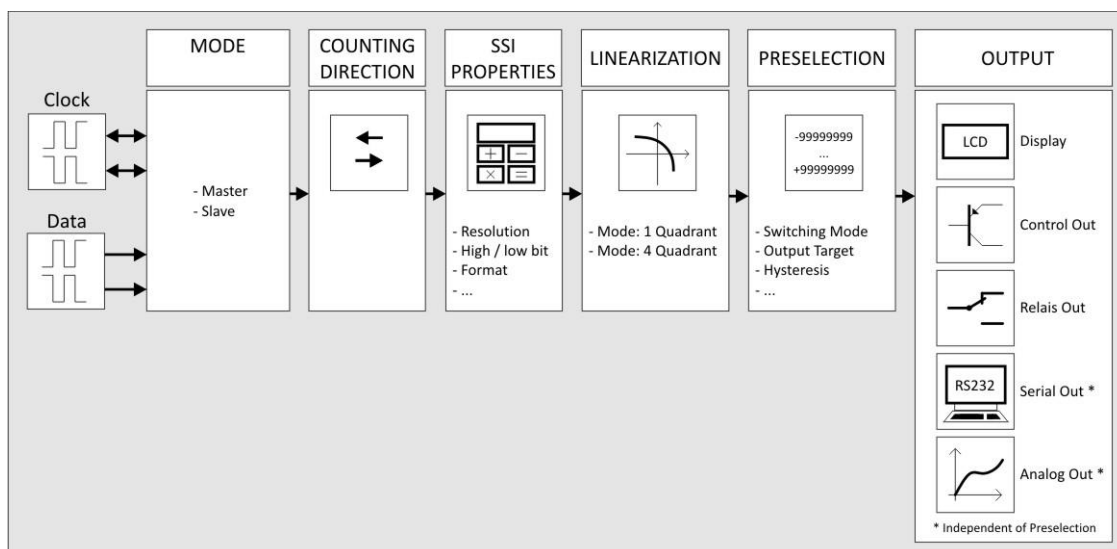 MODE
COUNTING
DIRECTION
SSI
PROPERTIES
LINEARIZATION
PRESELECTION
OUTPUT
Clock
Data
- Master
- Slave
+ −
× =
- Resolution
- High / low bit
- Format
- ...
- Mode: 1 Quadrant
- Mode: 4 Quadrant
-99999999
...
+99999999
- Switching Mode
- Output Target
- Hysteresis
- ...
LCD
Display
Control Out
Relais Out
RS232
Serial Out *
Analog Out *
* Independent of Preselection